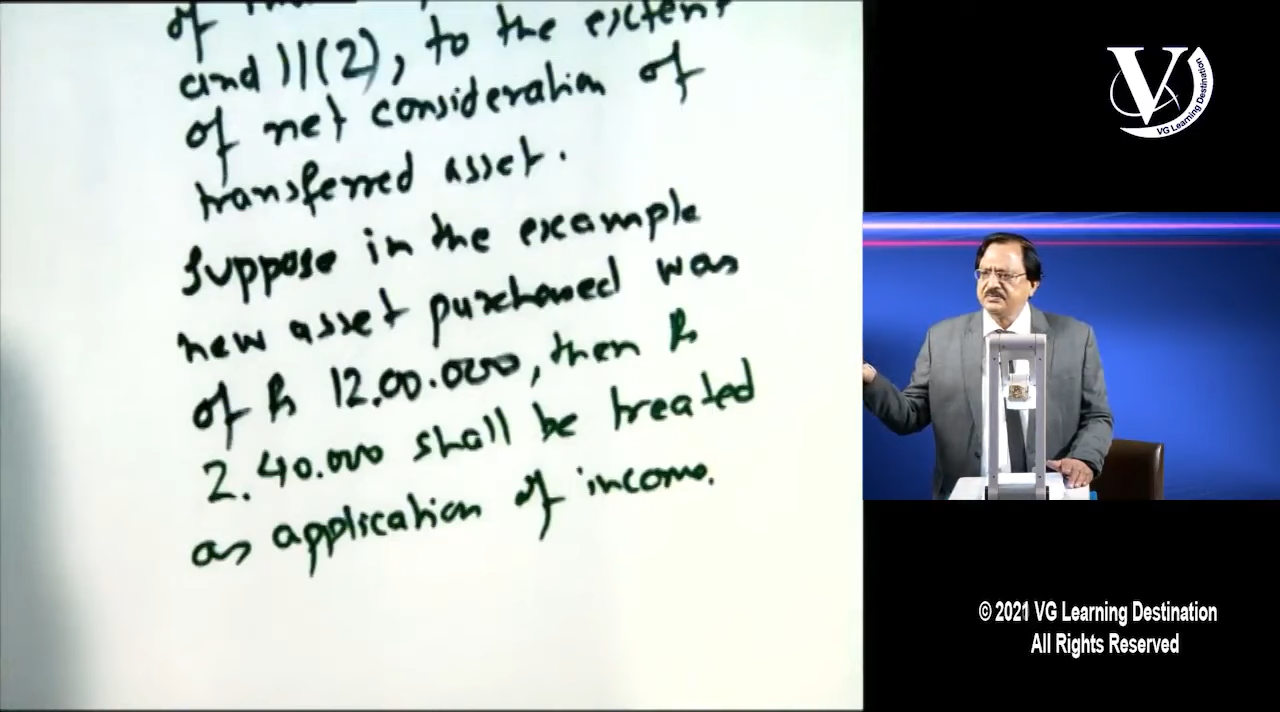 of
and 11(2), to the extent
of net consideration of
transferred asset.
Suppose in the example
new asset purchased was
of Rs 12.00.000, then Rs
2.40.000 shall be treated
as application of income.
V
VG Learning Destination
© 2021 VG Learning Destination
All Rights Reserved